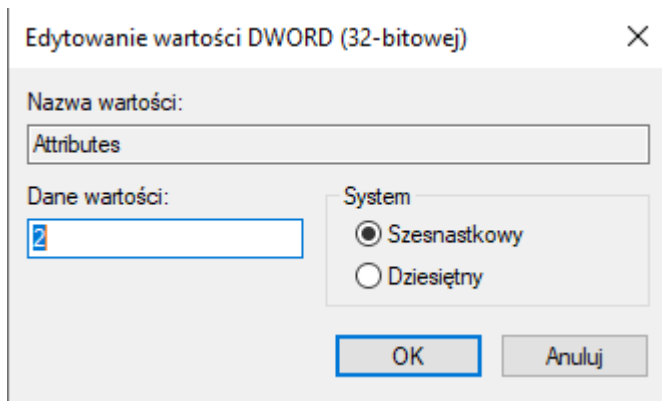 Edytowanie wartości DWORD (32-bitowej)
Nazwa wartości:
Attributes
Dane wartości:
2
System
Szesnastkowy
Dziesiętny
OK
Anuluj